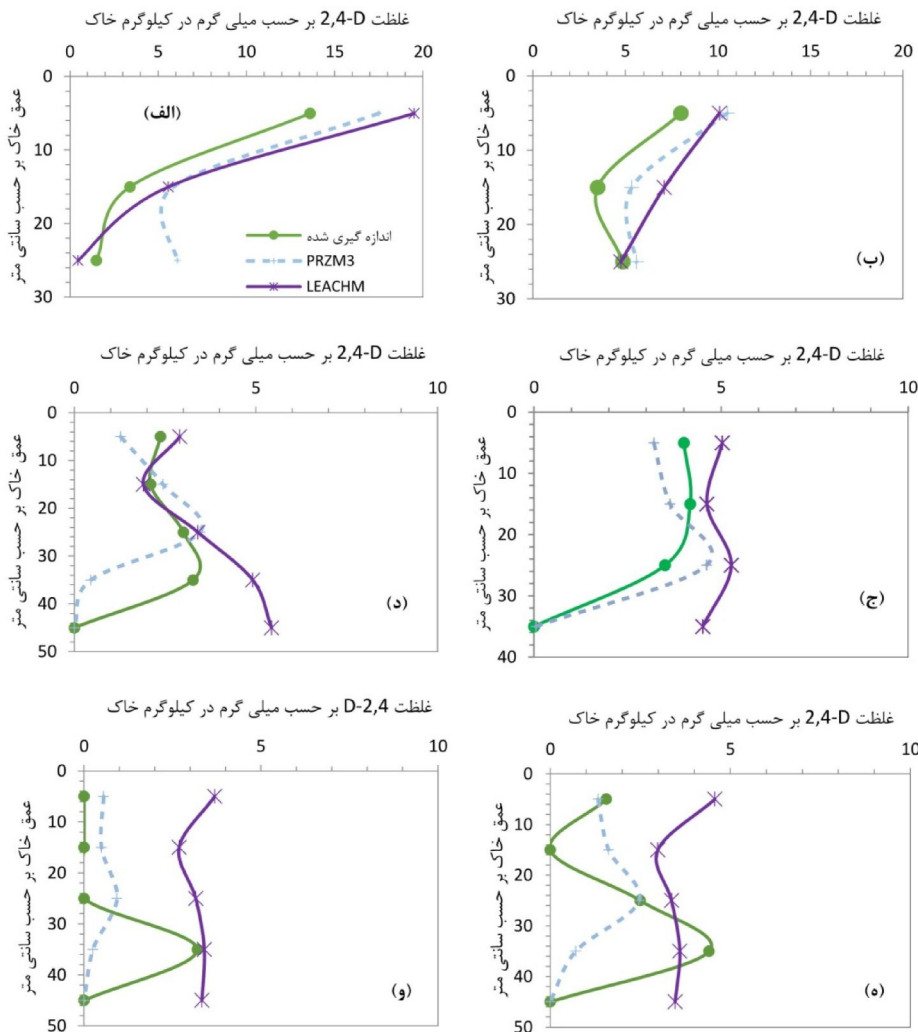 غلظت 2,4-D بر حسب میلی گرم در کیلوگرم خاک
0 5 10 15 20
0
10
20
30
عمق خاک بر حسب سانتی متر
(ب)
غلظت 2,4-D بر حسب میلی گرم در کیلوگرم خاک
0 5 10 15 20
0
10
20
30
عمق خاک بر حسب سانتی متر
(الف)
اندازه گیری شده
PRZM3
LEACHM
غلظت 2,4-D بر حسب میلی گرم در کیلوگرم خاک
0 5 10
0
10
20
30
40
عمق خاک بر حسب سانتی متر
(ج)
غلظت 2,4-D بر حسب میلی گرم در کیلوگرم خاک
0 5 10
0
10
20
30
40
50
عمق خاک بر حسب سانتی متر
(د)
غلظت 2,4-D بر حسب میلی گرم در کیلوگرم خاک
0 5 10
0
10
20
30
40
50
عمق خاک بر حسب سانتی متر
(ه)
غلظت D-2,4 بر حسب میلی گرم در کیلوگرم خاک
0 5 10
0
10
20
30
40
50
عمق خاک بر حسب سانتی متر
(و)